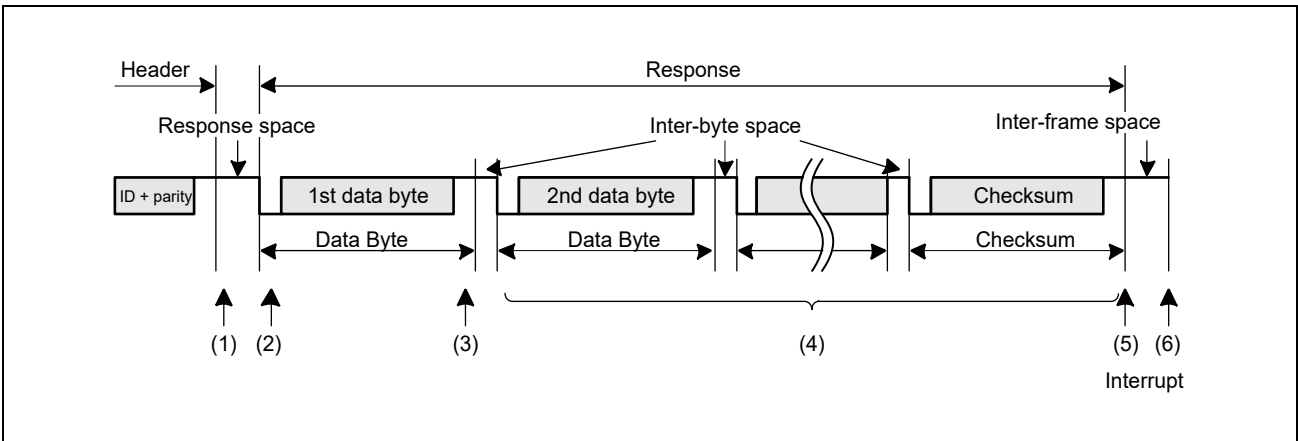 Header
Response
Response space
Inter-byte space
Inter-frame space
ID + parity
1st data byte
2nd data byte
Checksum
Data Byte
Data Byte
Checksum
(1)
(2)
(3)
(4)
(5)
(6)
Interrupt